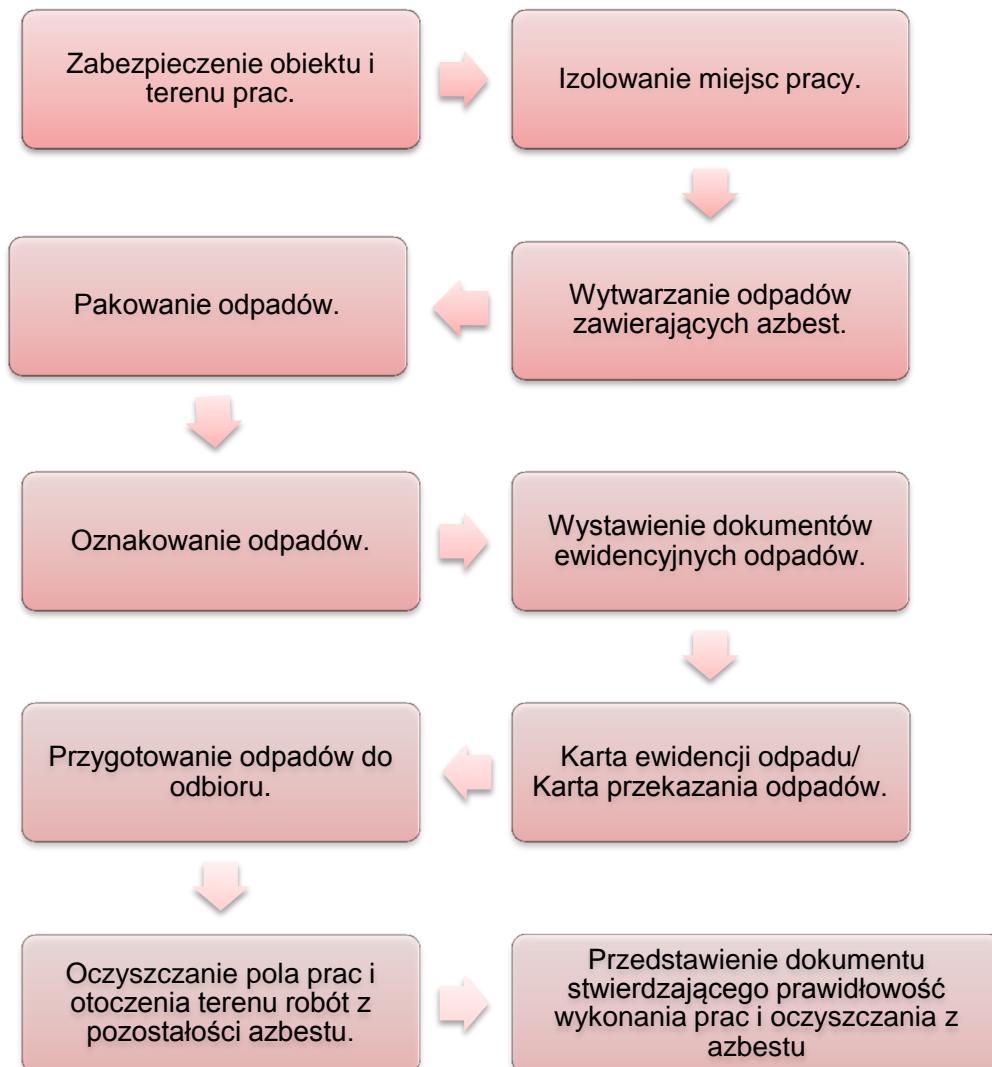 Zabezpieczenie obiektu i
terenu prac.
Izolowanie miejsc pracy.
Wytwarzanie odpadów
zawierających azbest.
Pakowanie odpadów.
Oznakowanie odpadów.
Wystawienie dokumentów
ewidencyjnych odpadów.
Karta ewidencji odpadu/
Karta przekazania odpadów.
Przygotowanie odpadów do
odbioru.
Oczyszczanie pola prac i
otoczenia terenu robót z
pozostałości azbestu.
Przedstawienie dokumentu
stwierdzającego prawidłowość
wykonania prac i oczyszczania z
azbestu